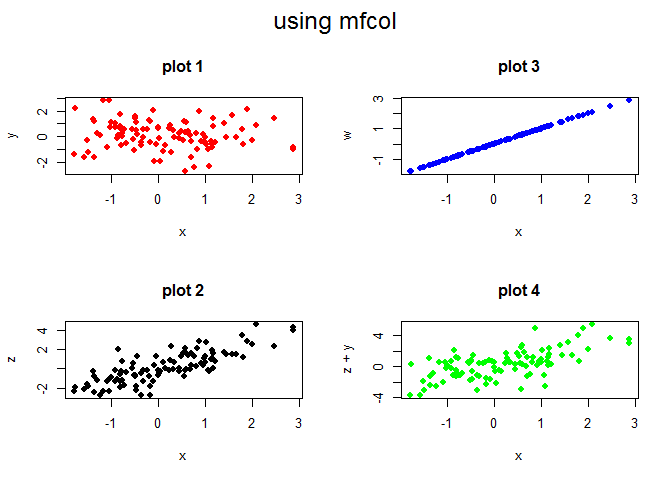 using mfcol
plot 1
y
2
0
-2
-1 0 1 2 3
x
plot 3
w
3
1
-1
-1 0 1 2 3
x
plot 2
z
4
2
-2
-1 0 1 2 3
x
plot 4
z + y
4
0
-4
-1 0 1 2 3
x